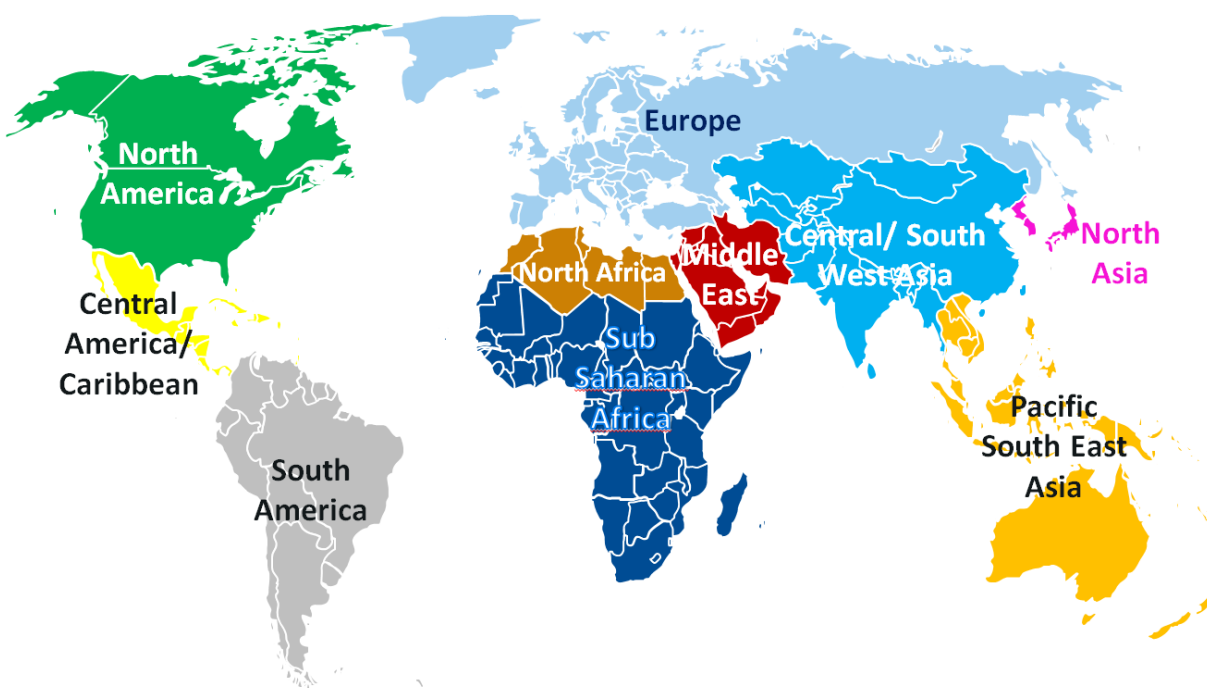 North
America
Central
America/
Caribbean
South
America
Europe
North Africa
Sub
Saharan
Africa
Middle
East
Central/ South
West Asia
North
Asia
Pacific
South East
Asia